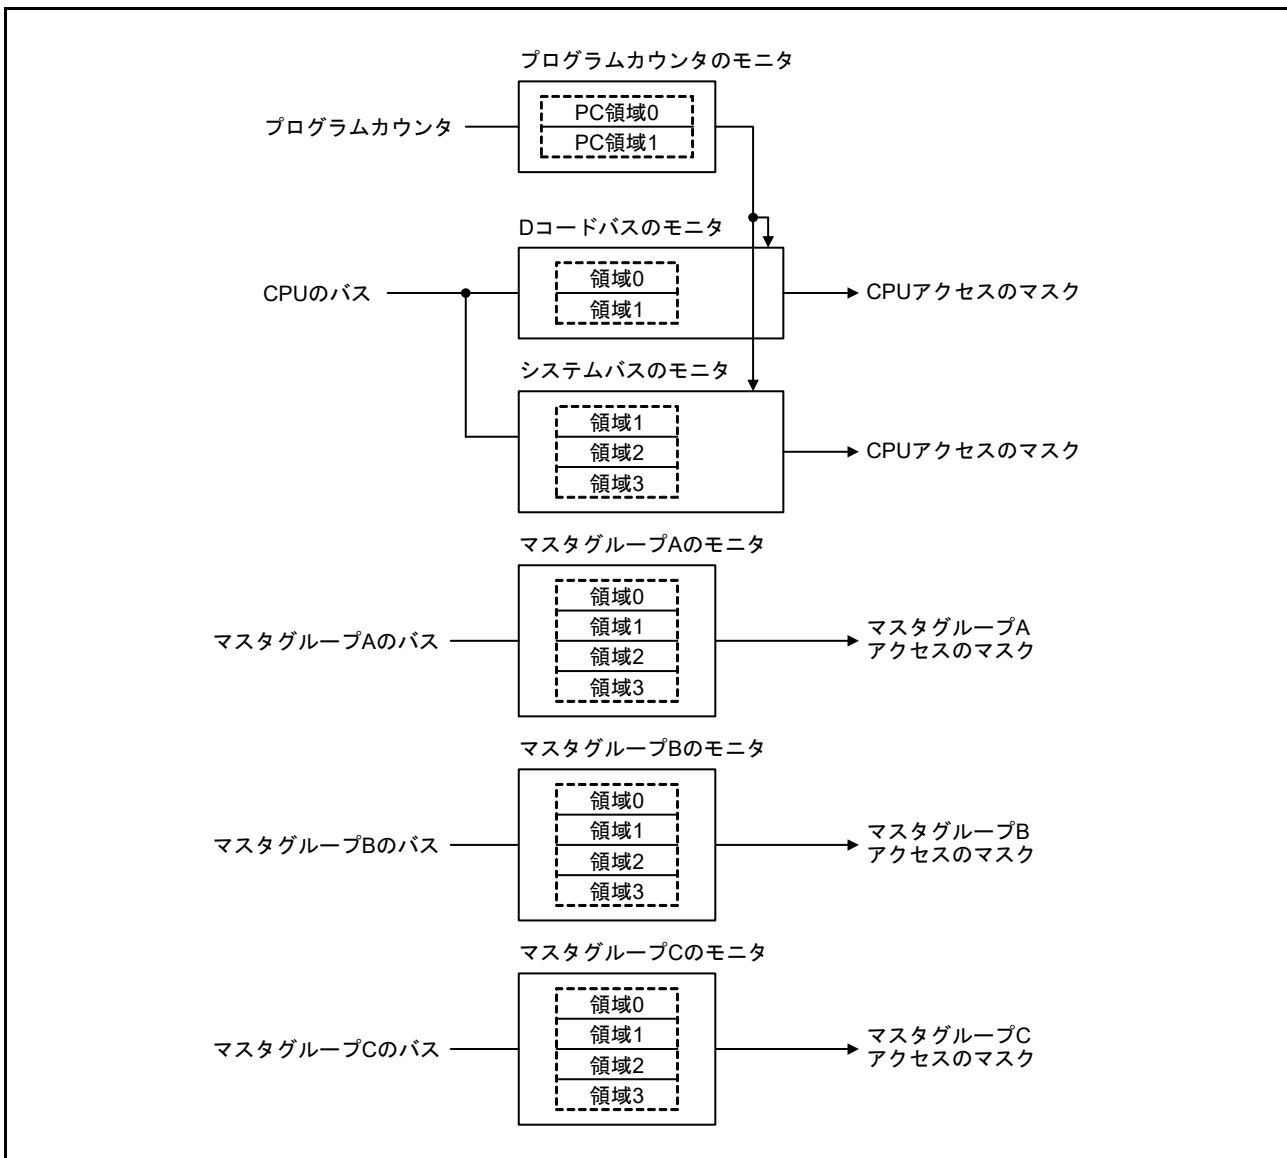 プログラムカウンタのモニタ
プログラムカウンタ
PC領域0
PC領域1
Dコードバスのモニタ
CPUのバス
領域0
領域1
CPUアクセスのマスク
システムバスのモニタ
領域1
領域2
領域3
CPUアクセスのマスク
マスタグループAのモニタ
マスタグループAのバス
領域0
領域1
領域2
領域3
マスタグループA
アクセスのマスク
マスタグループBのモニタ
マスタグループBのバス
領域0
領域1
領域2
領域3
マスタグループB
アクセスのマスク
マスタグループCのモニタ
マスタグループCのバス
領域0
領域1
領域2
領域3
マスタグループC
アクセスのマスク